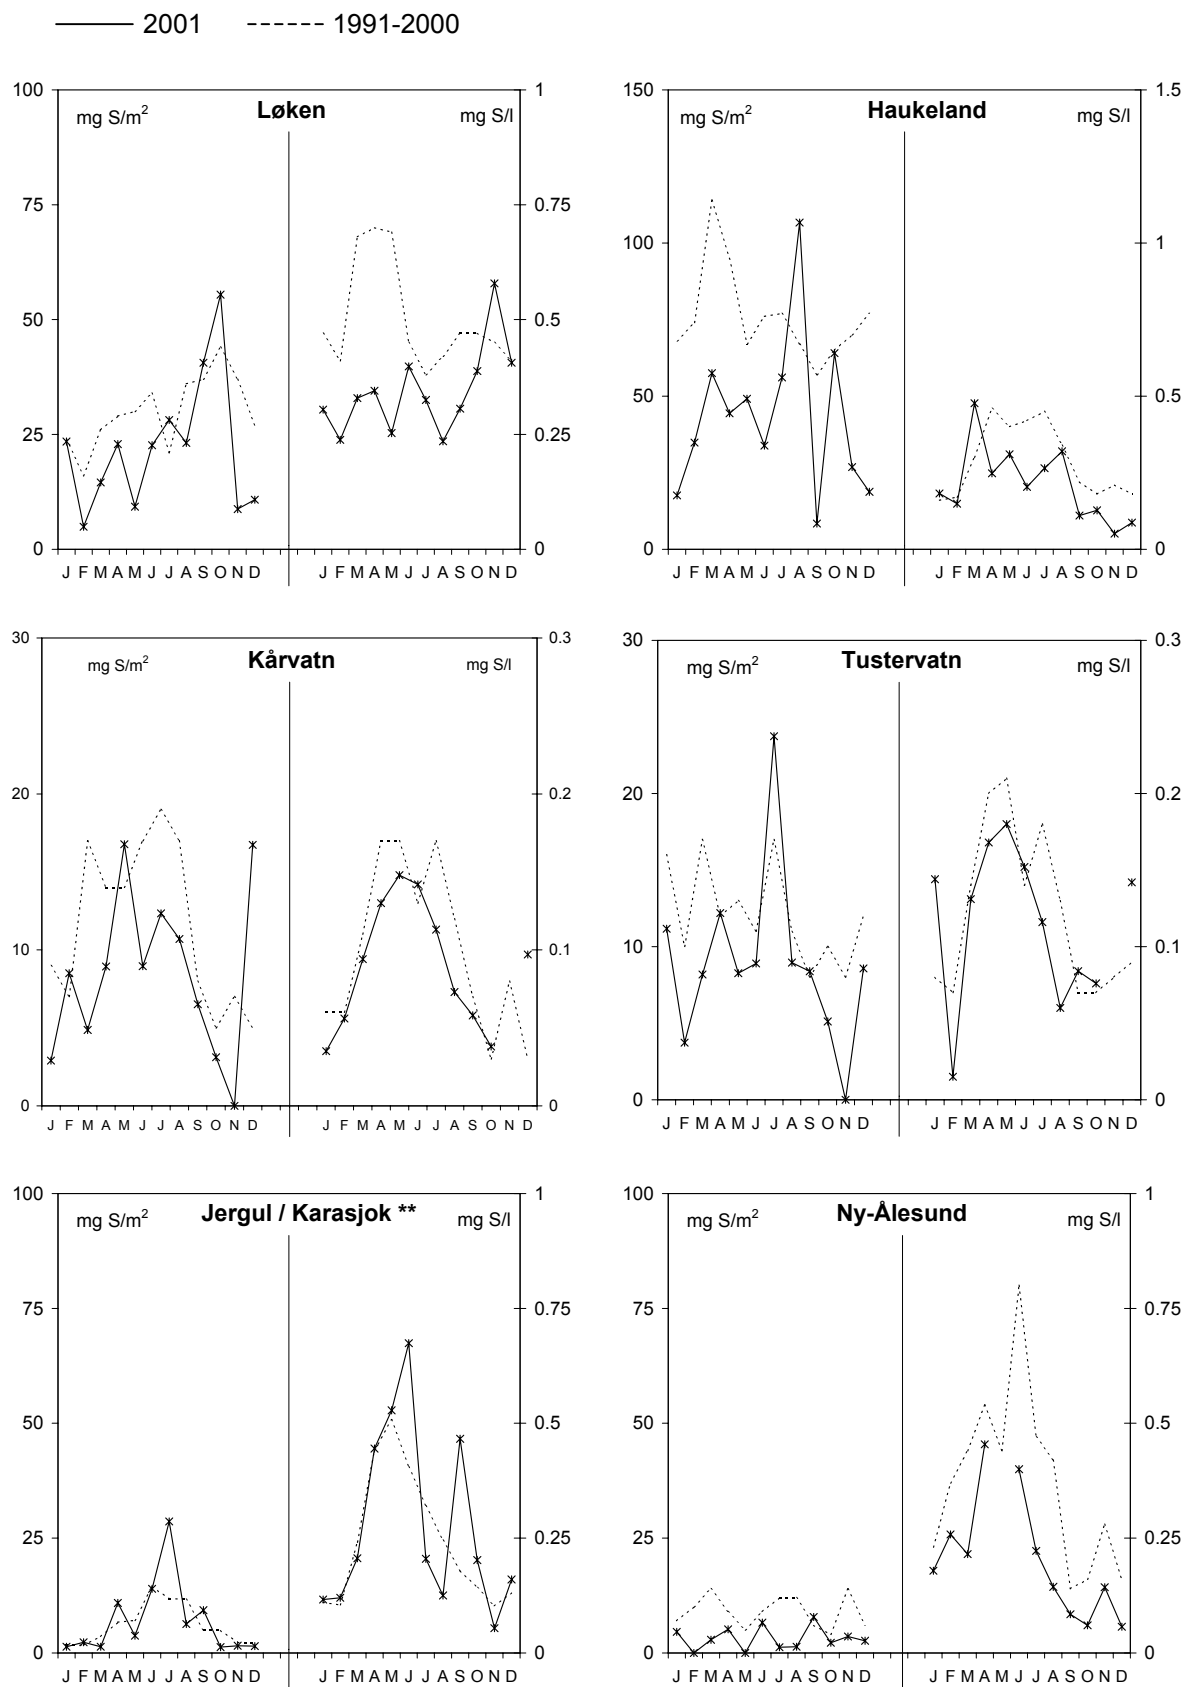 2001 1991-2000
100 1 150 1.5
mg S/m² Løken mg S/l mg S/m² Haukeland mg S/l
75 0.75
100 1
50 0.5
50 0.5
25 0.25
0 0 0 0
J F M A M J J A S O N D J F M A M J J A S O N D J F M A M J J A S O N D J F M A M J J A S O N D
30 0.3 30 0.3
mg S/m² Kårvatn mg S/l mg S/m² Tustervatn mg S/l
20 0.2 20 0.2
10 0.1 10 0.1
0 0 0 0
J F M A M J J A S O N D J F M A M J J A S O N D J F M A M J J A S O N D J F M A M J J A S O N D
100 1 100 1
mg S/m² Jergul / Karasjok ** mg S/l mg S/m² Ny-Ålesund mg S/l
75 0.75 75 0.75
50 0.5 50 0.5
25 0.25 25 0.25
0 0 0 0
J F M A M J J A S O N D J F M A M J J A S O N D J F M A M J J A S O N D J F M A M J J A S O N D